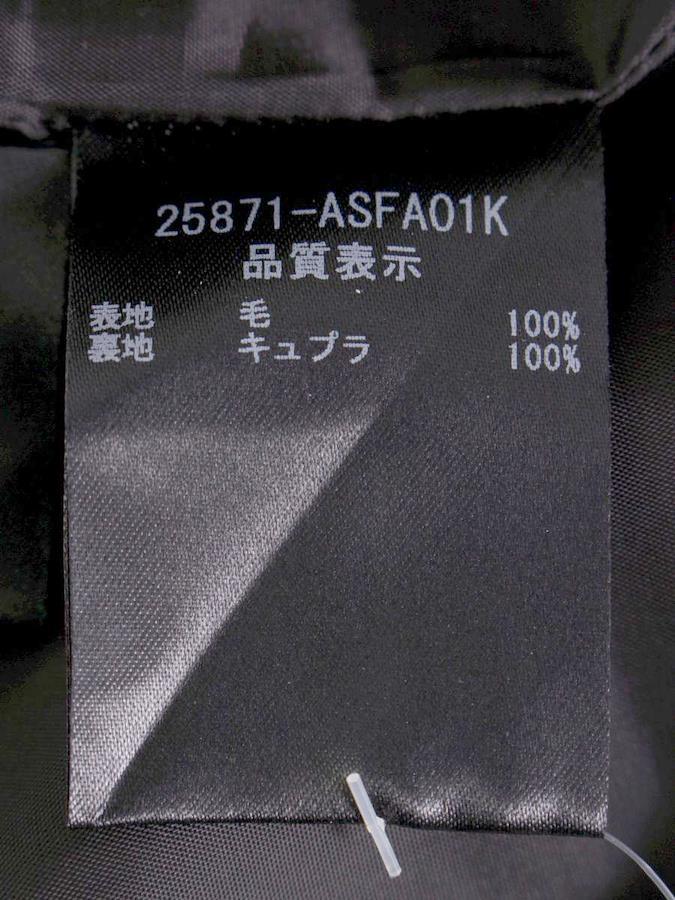 25871-ASFA01K
品質表示
表地 毛 100%
裏地 キュプラ 100%